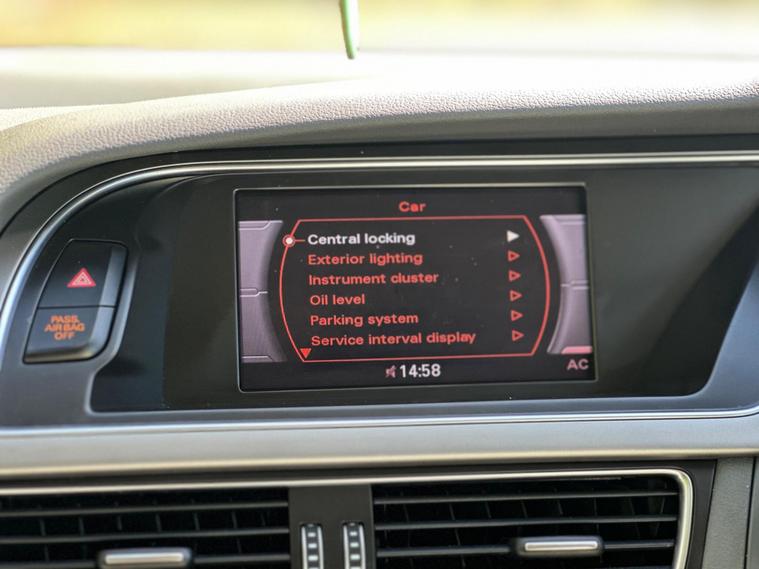 Car
Central locking
Exterior lighting
Instrument cluster
Oil level
Parking system
Service interval display
14:58
AC
PASS.
AIR BAG
OFF